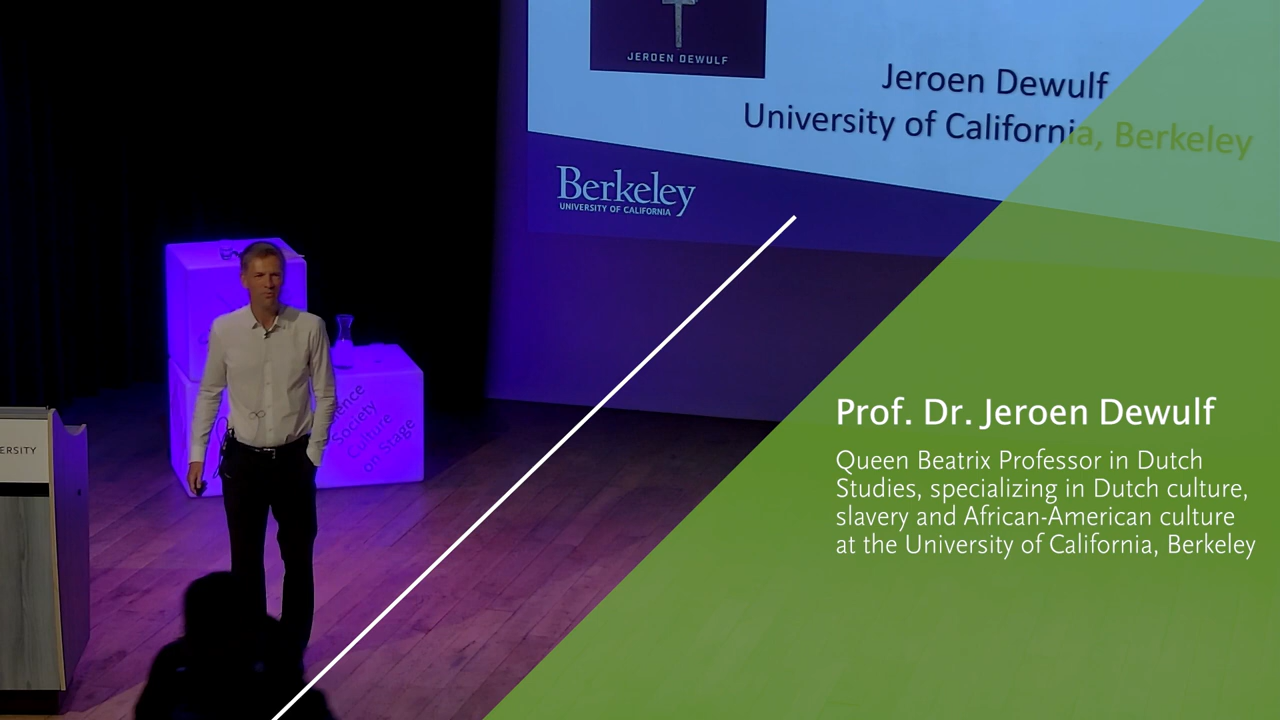 JEROEN DEWULF
Jeroen Dewulf
University of California, Berkeley
Berkeley
UNIVERSITY OF CALIFORNIA
Society
Culture
on Stage
ERSITY
Prof. Dr. Jeroen Dewulf
Queen Beatrix Professor in Dutch
Studies, specializing in Dutch culture,
slavery and African-American culture
at the University of California, Berkeley